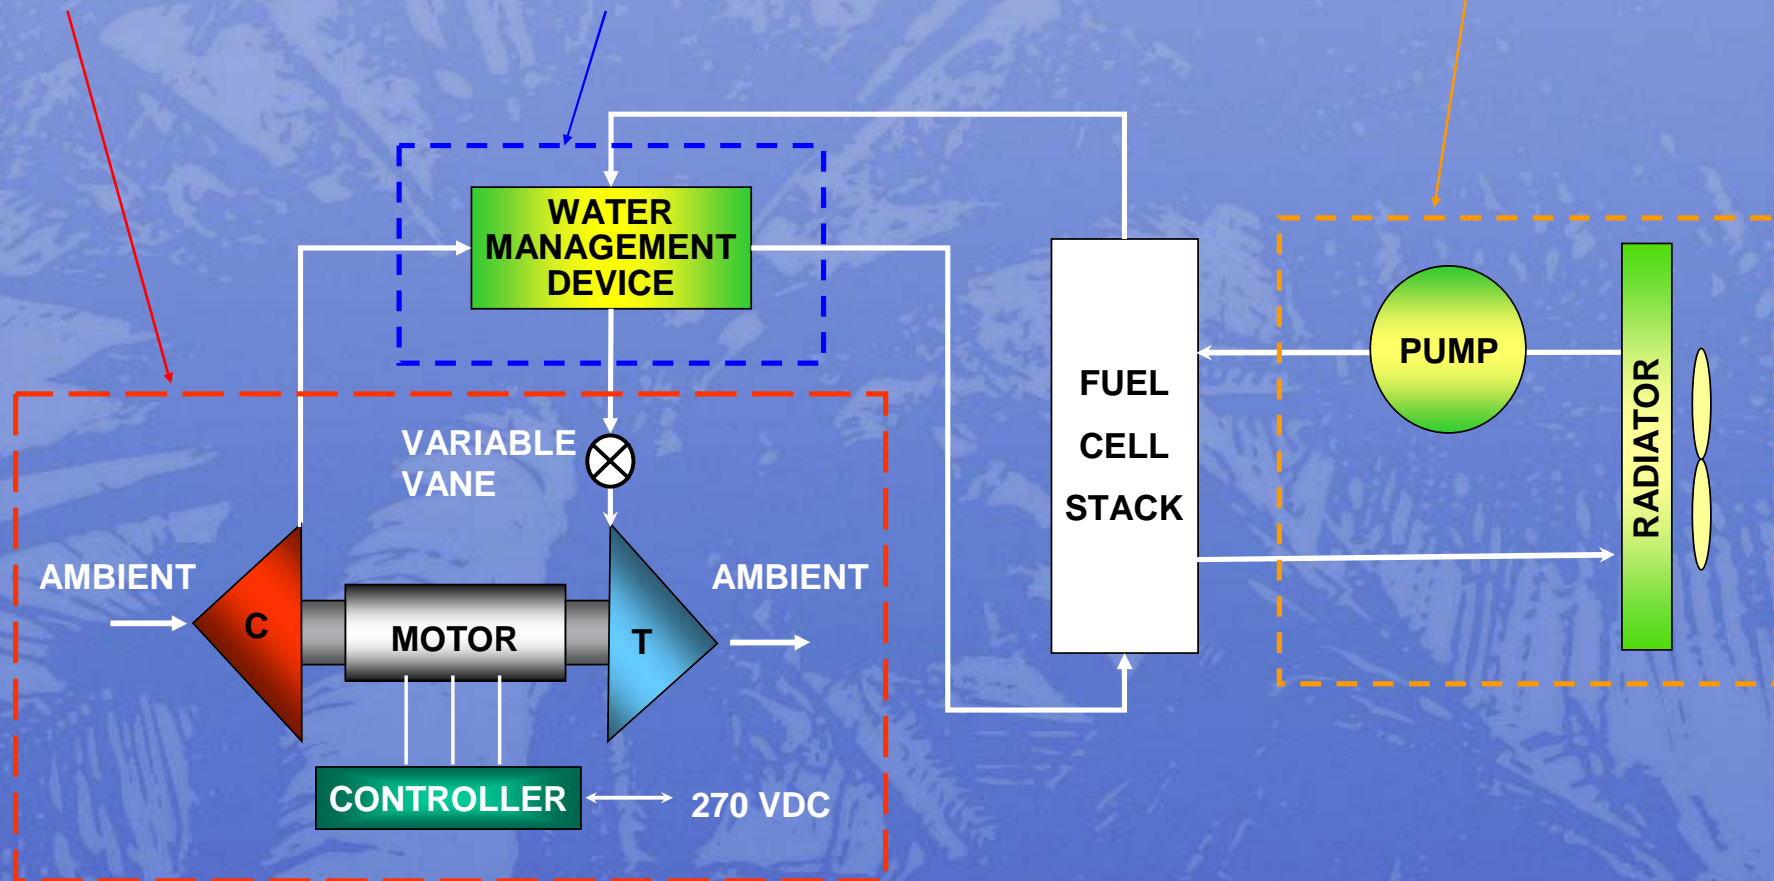 WATER
MANAGEMENT
DEVICE
VARIABLE
VANE
AMBIENT
C
MOTOR
T
AMBIENT
CONTROLLER
270 VDC
FUEL
CELL
STACK
PUMP
RADIATOR